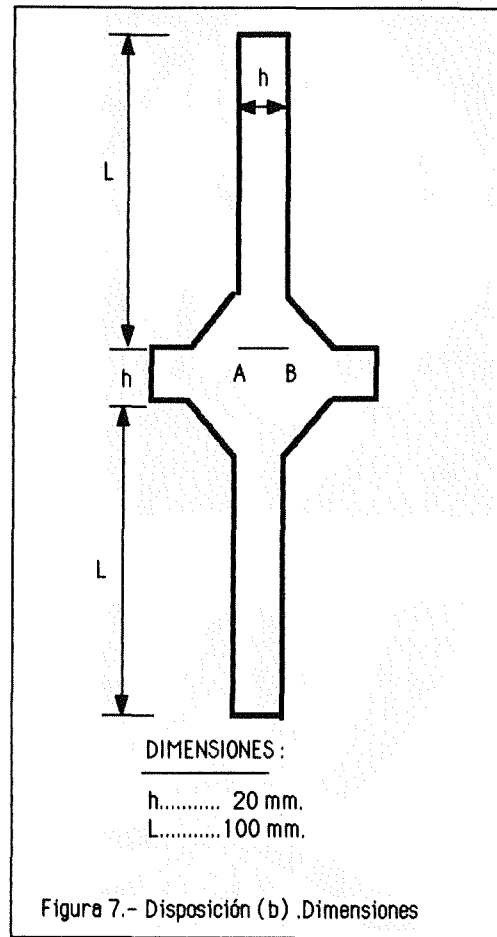 h
L
A B
h
L
DIMENSIONES :
h.......... 20 mm.
L..........100 mm.
Figura 7.- Disposición (b) .Dimensiones